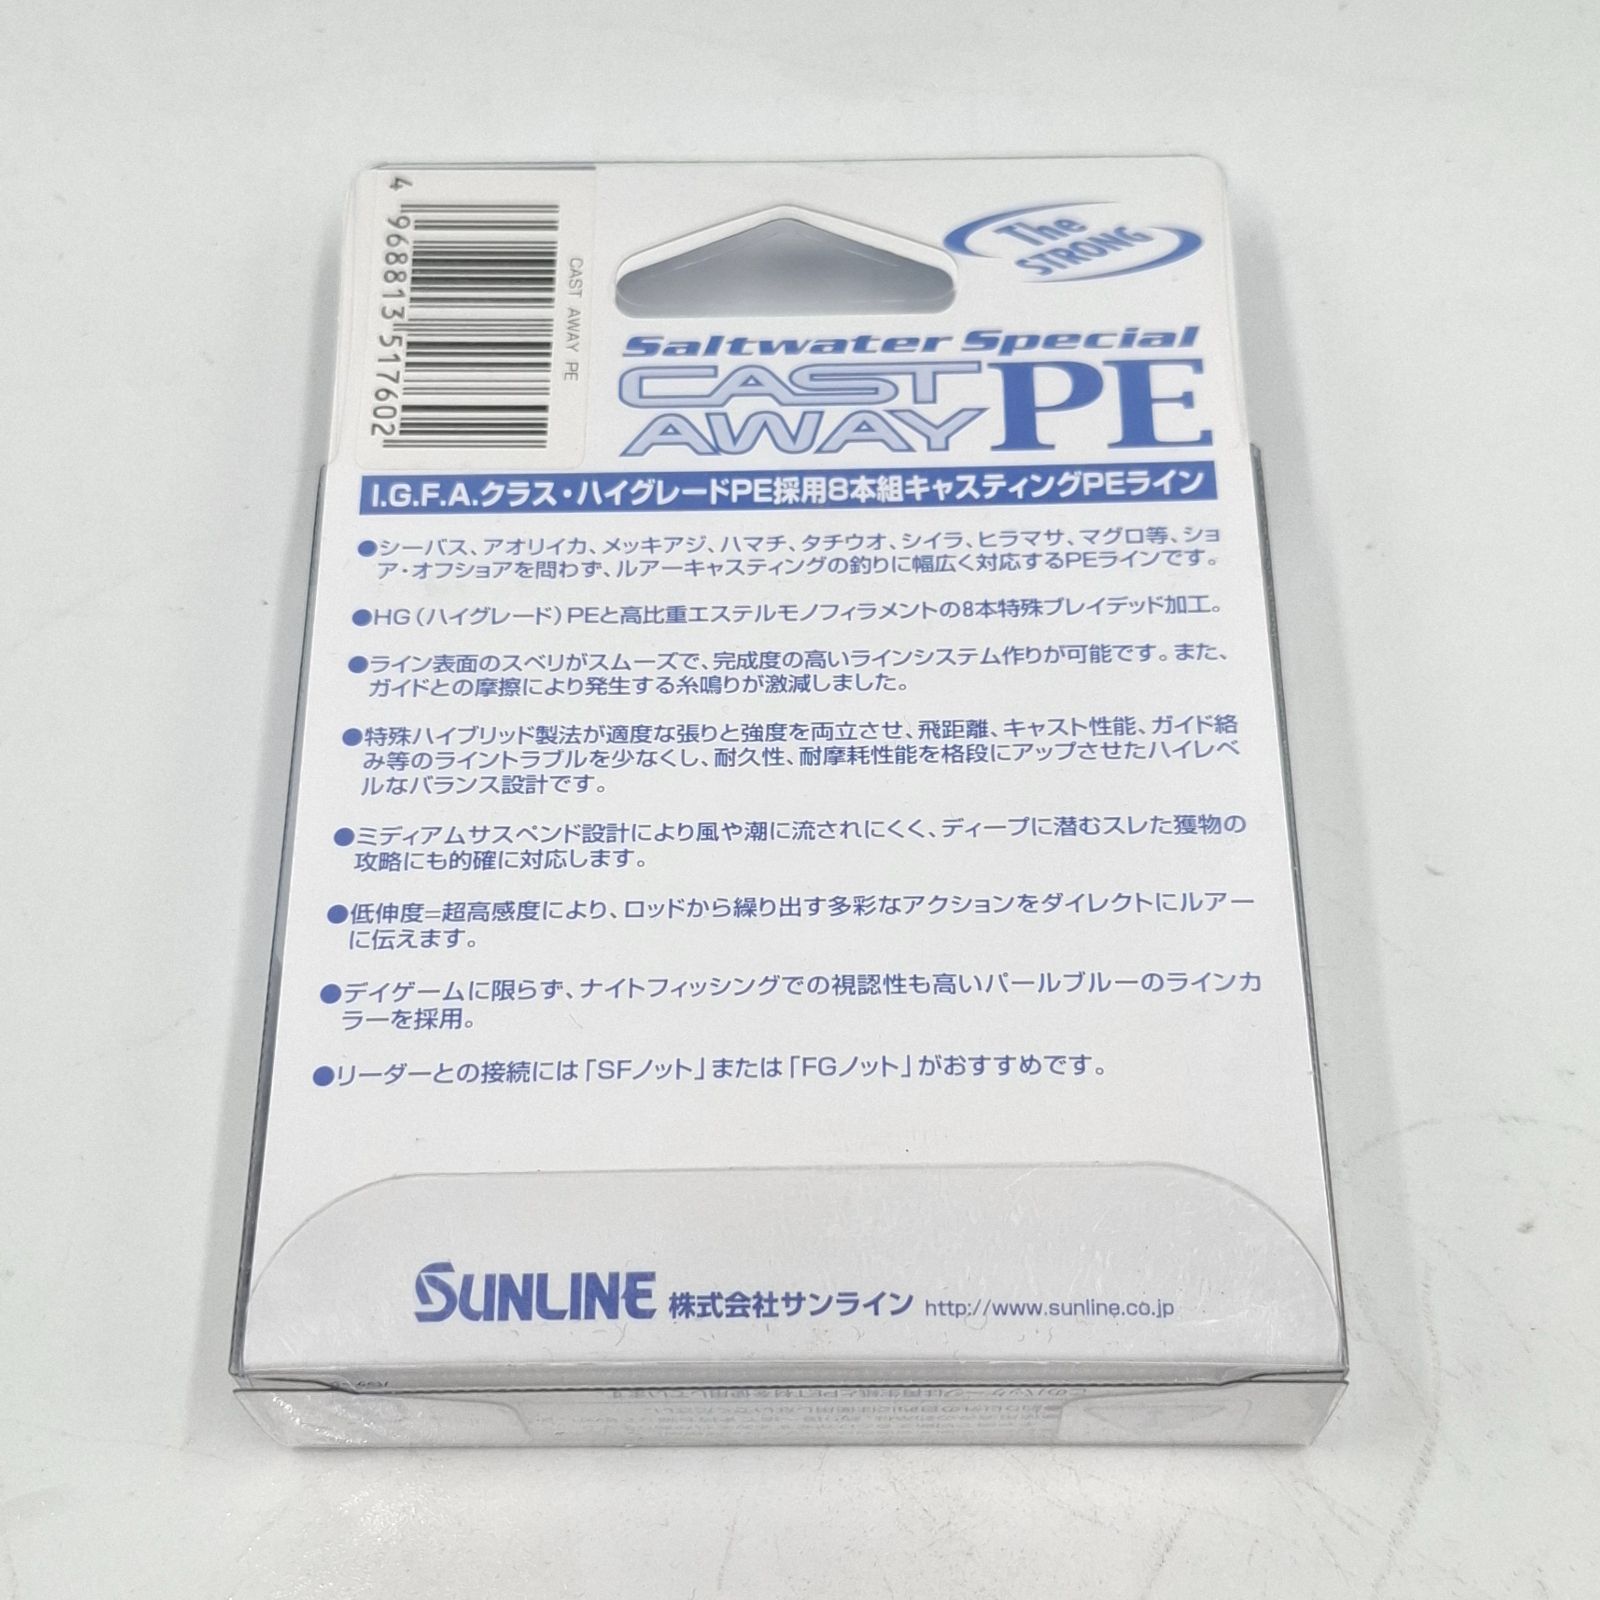 4 968813 517602
CAST AWAY PE
The
STRONG
Saltwater Special
CAST
AWAY PE
I.G.F.A.クラス・ハイグレードPE採用8本組キャスティングPEライン
●シーバス、アオリイカ、メッキアジ、ハマチ、タチウオ、シイラ、ヒラマサ、マグロ等、ショ
ア・オフショアを問わず、ルアーキャスティングの釣りに幅広く対応するPEラインです。
●HG(ハイグレード)PEと高比重エステルモノフィラメントの8本特殊ブレイデッド加工。
●ライン表面のスベリがスムーズで、完成度の高いラインシステム作りが可能です。また、
ガイドとの摩擦により発生する糸鳴りが激減しました。
●特殊ハイブリッド製法が適度な張りと強度を両立させ、飛距離、キャスト性能、ガイド絡
み等のライントラブルを少なくし、耐久性、耐摩耗性能を格段にアップさせたハイレベ
ルなバランス設計です。
●ミディアムサスペンド設計により風や潮に流されにくく、ディープに潜むスレた獲物の
攻略にも的確に対応します。
●低伸度=超高感度により、ロッドから繰り出す多彩なアクションをダイレクトにルアー
に伝えます。
●デイゲームに限らず、ナイトフィッシングでの視認性も高いパールブルーのラインカ
ラーを採用。
●リーダーとの接続には「SFノット」または「FGノット」がおすすめです。
SUNLINE 株式会社サンライン http://www.sunline.co.jp